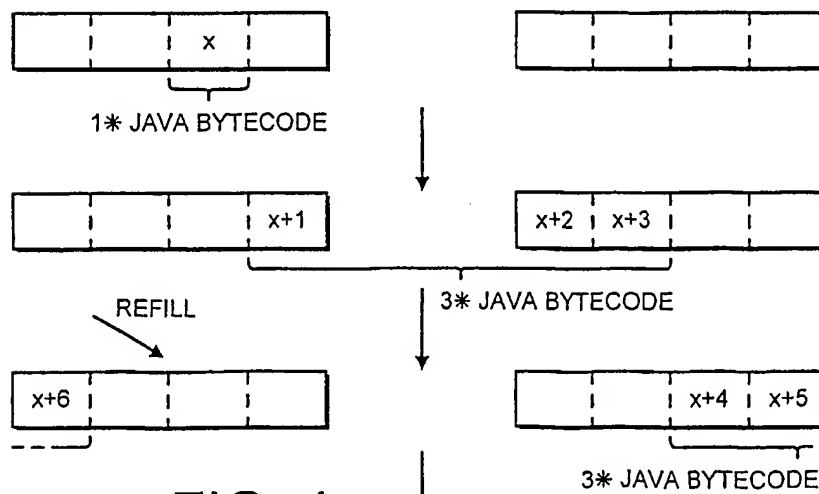 x
1* JAVA BYTECODE
x+1 x+2 x+3
3* JAVA BYTECODE
REFILL
x+6 x+4 x+5
3* JAVA BYTECODE